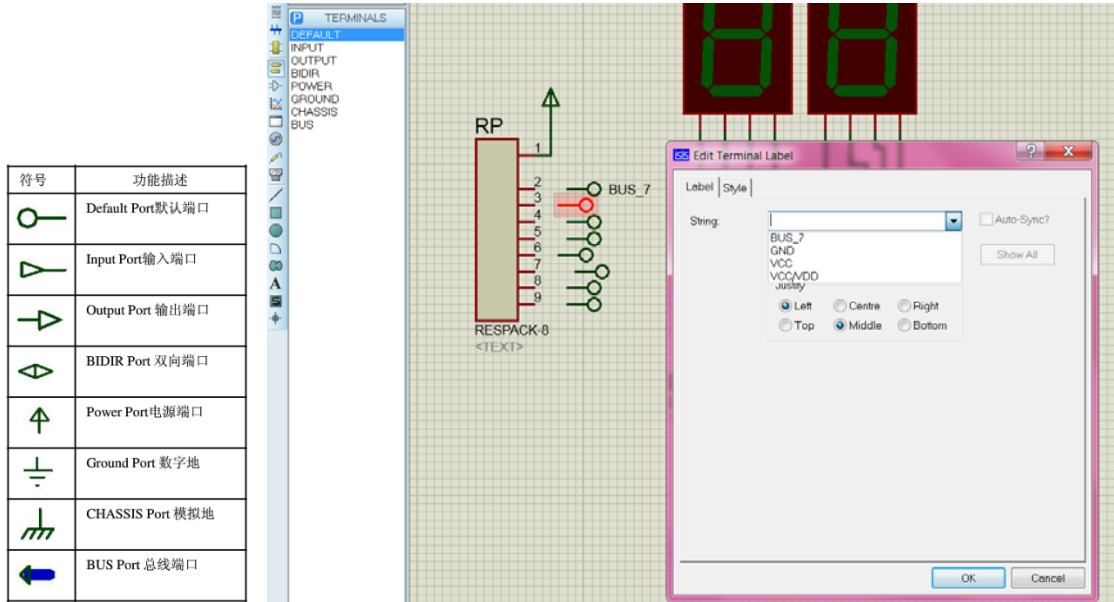 符号 功能描述
Default Port默认端口
Input Port输入端口
Output Port 输出端口
BIDIR Port 双向端口
Power Port电源端口
Ground Port 数字地
CHASSIS Port 模拟地
BUS Port 总线端口
P TERMINALS
DEFAULT
INPUT
OUTPUT
BIDIR
POWER
GROUND
CHASSIS
BUS
A
S
RP
1
2
3
4
5
6
7
8
9
BUS_7
RESPACK-8
<TEXT>
ISIS Edit Terminal Label
Label Style
String:
BUS_7
GND
VCC
VCC/VDD
Justify
Left Centre Right
Top Middle Bottom
Auto-Sync?
Show All
OK Cancel